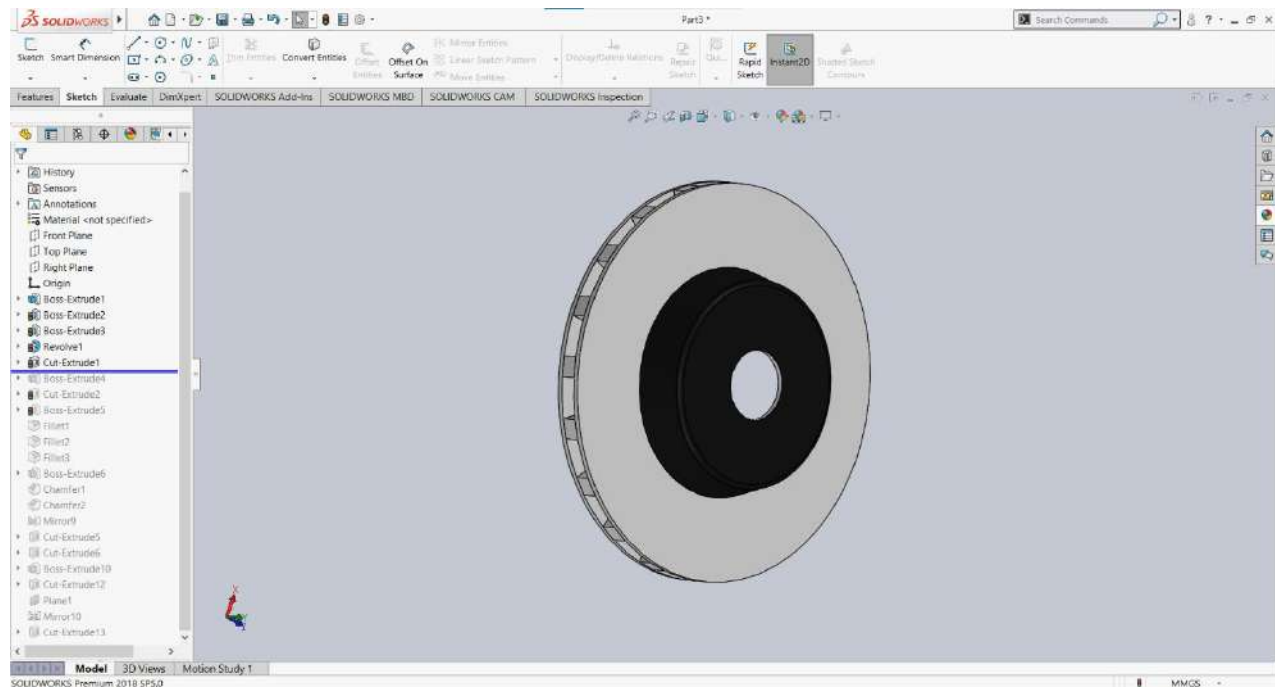 SOLIDWORKS
Part3 *
Search Commands
Sketch
Smart Dimension
Trim Entities
Convert Entities
Offset Entities
Offset On Surface
Mirror Entities
Linear Sketch Pattern
Move Entities
Display/Delete Relations
Repair Sketch
Rapid Sketch
Instant2D
Shaded Sketch Contours
Features
Sketch
Evaluate
DimXpert
SOLIDWORKS Add-Ins
SOLIDWORKS MBD
SOLIDWORKS CAM
SOLIDWORKS Inspection
History
Sensors
Annotations
Material <not specified>
Front Plane
Top Plane
Right Plane
Origin
Boss-Extrude1
Boss-Extrude2
Boss-Extrude3
Revolve1
Cut-Extrude1
Boss-Extrude4
Cut-Extrude2
Boss-Extrude5
Fillet1
Fillet2
Fillet3
Boss-Extrude6
Chamfer1
Chamfer2
Mirror9
Cut-Extrude5
Cut-Extrude6
Boss-Extrude10
Cut-Extrude12
Plane1
Mirror10
Cut-Extrude13
Model
3D Views
Motion Study 1
SOLIDWORKS Premium 2018 SP5.0
MMGS